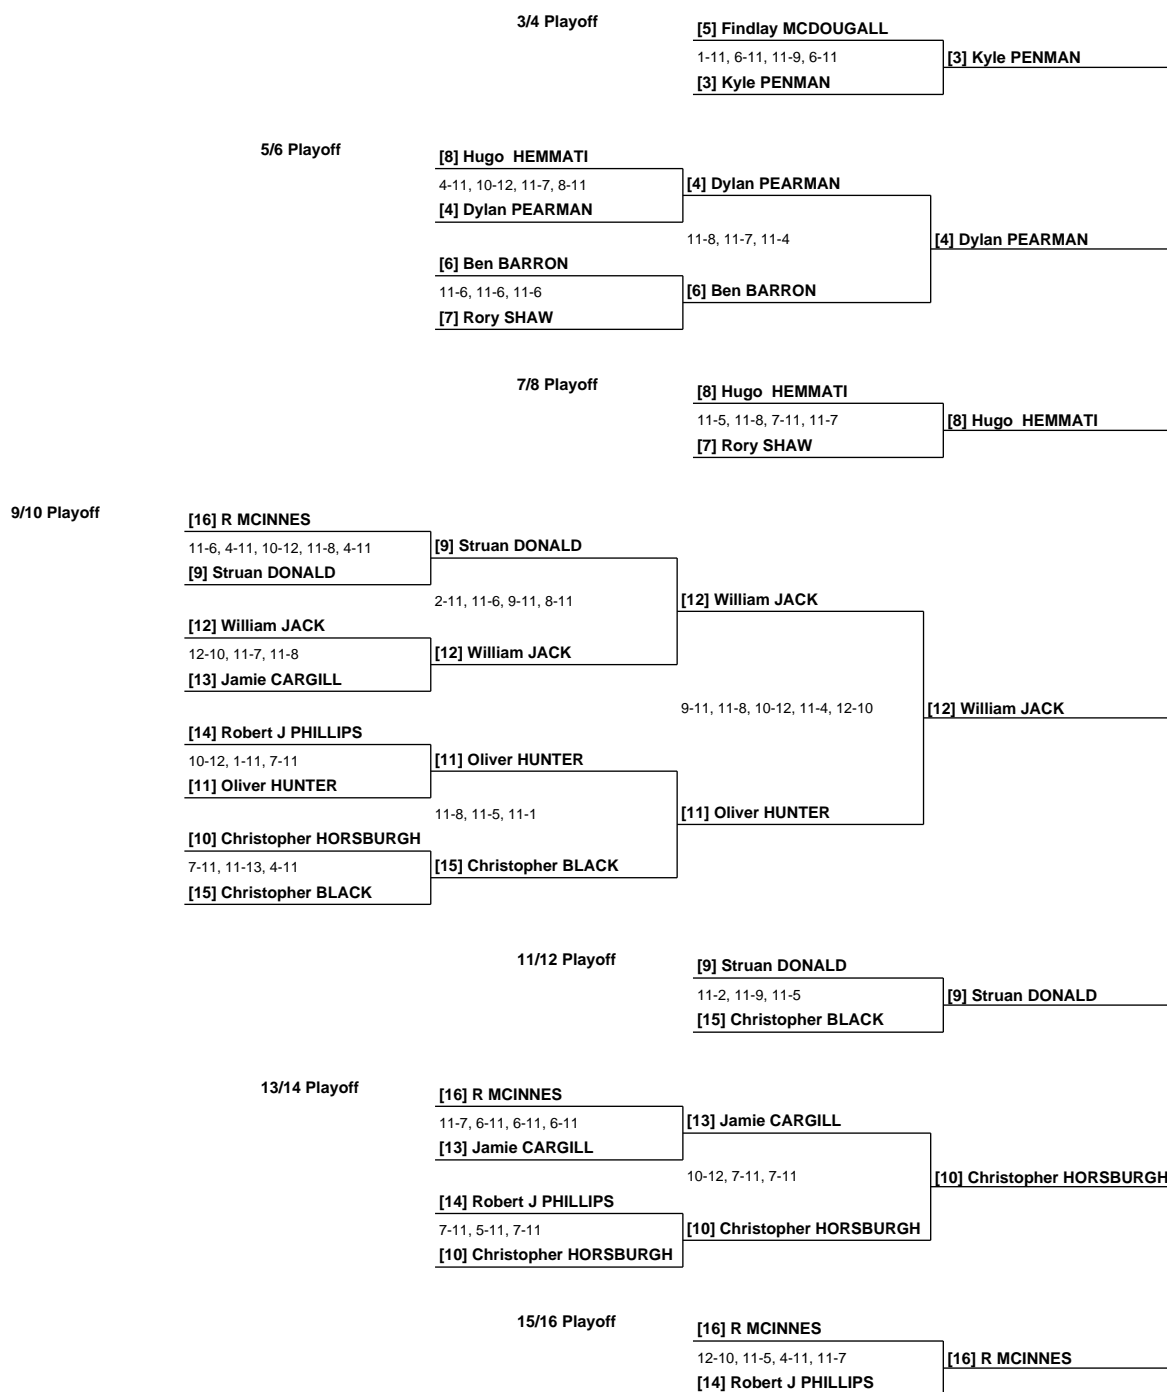 3/4 Playoff
[5] Findlay MCDOUGALL
1-11, 6-11, 11-9, 6-11
[3] Kyle PENMAN
[3] Kyle PENMAN
5/6 Playoff
[8] Hugo  HEMMATI
4-11, 10-12, 11-7, 8-11
[4] Dylan PEARMAN
[4] Dylan PEARMAN
11-8, 11-7, 11-4
[4] Dylan PEARMAN
[6] Ben BARRON
11-6, 11-6, 11-6
[6] Ben BARRON
[7] Rory SHAW
7/8 Playoff
[8] Hugo  HEMMATI
11-5, 11-8, 7-11, 11-7
[8] Hugo  HEMMATI
[7] Rory SHAW
9/10 Playoff
[16] R MCINNES
11-6, 4-11, 10-12, 11-8, 4-11
[9] Struan DONALD
[9] Struan DONALD
2-11, 11-6, 9-11, 8-11
[12] William JACK
[12] William JACK
12-10, 11-7, 11-8
[12] William JACK
[13] Jamie CARGILL
9-11, 11-8, 10-12, 11-4, 12-10
[12] William JACK
[14] Robert J PHILLIPS
10-12, 1-11, 7-11
[11] Oliver HUNTER
[11] Oliver HUNTER
11-8, 11-5, 11-1
[11] Oliver HUNTER
[10] Christopher HORSBURGH
7-11, 11-13, 4-11
[15] Christopher BLACK
[15] Christopher BLACK
11/12 Playoff
[9] Struan DONALD
11-2, 11-9, 11-5
[9] Struan DONALD
[15] Christopher BLACK
13/14 Playoff
[16] R MCINNES
11-7, 6-11, 6-11, 6-11
[13] Jamie CARGILL
[13] Jamie CARGILL
10-12, 7-11, 7-11
[10] Christopher HORSBURGH
[14] Robert J PHILLIPS
7-11, 5-11, 7-11
[10] Christopher HORSBURGH
[10] Christopher HORSBURGH
15/16 Playoff
[16] R MCINNES
12-10, 11-5, 4-11, 11-7
[16] R MCINNES
[14] Robert J PHILLIPS